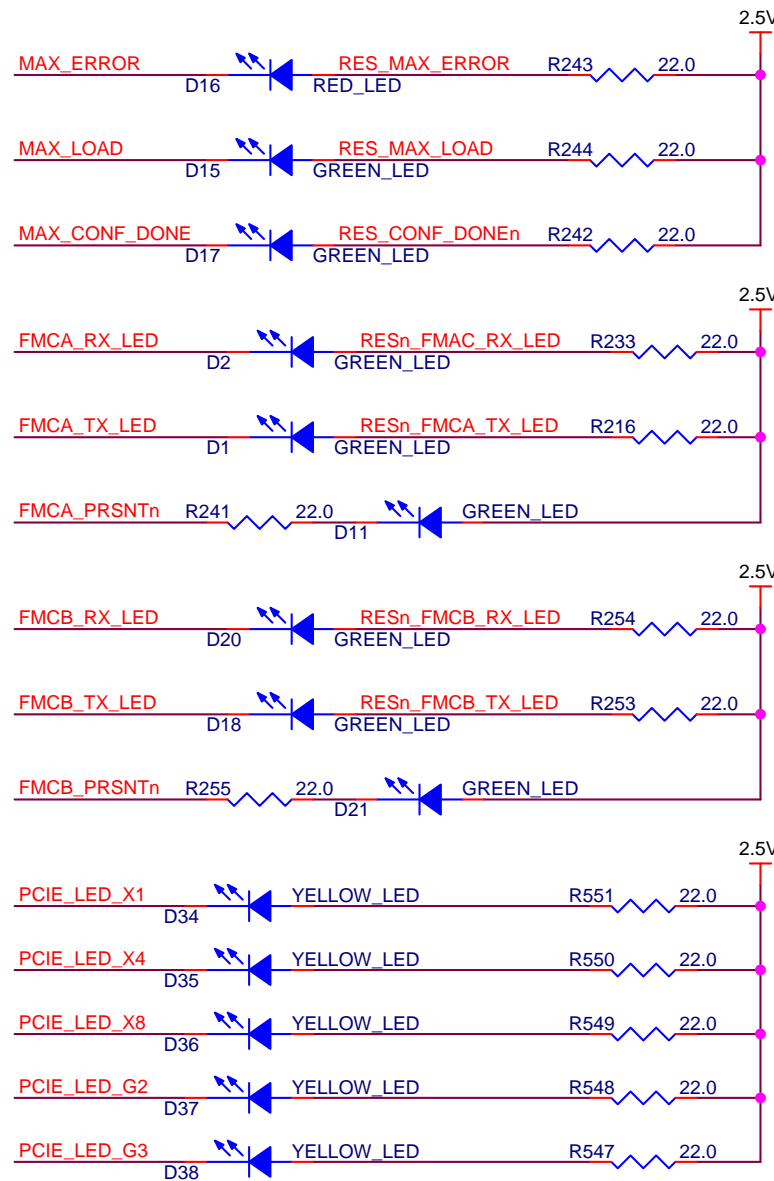 2.5V
MAX_ERROR RES_MAX_ERROR R243 22.0
D16 RED_LED
MAX_LOAD RES_MAX_LOAD R244 22.0
D15 GREEN_LED
MAX_CONF_DONE RES_CONF_DONEn R242 22.0
D17 GREEN_LED
2.5V
FMCA_RX_LED RESn_FMAC_RX_LED R233 22.0
D2 GREEN_LED
FMCA_TX_LED RESn_FMCA_TX_LED R216 22.0
D1 GREEN_LED
FMCA_PRSNTn R241 22.0 GREEN_LED
D11
2.5V
FMCB_RX_LED RESn_FMCB_RX_LED R254 22.0
D20 GREEN_LED
FMCB_TX_LED RESn_FMCB_TX_LED R253 22.0
D18 GREEN_LED
FMCB_PRSNTn R255 22.0 GREEN_LED
D21
2.5V
PCIE_LED_X1 YELLOW_LED R551 22.0
D34
PCIE_LED_X4 YELLOW_LED R550 22.0
D35
PCIE_LED_X8 YELLOW_LED R549 22.0
D36
PCIE_LED_G2 YELLOW_LED R548 22.0
D37
PCIE_LED_G3 YELLOW_LED R547 22.0
D38